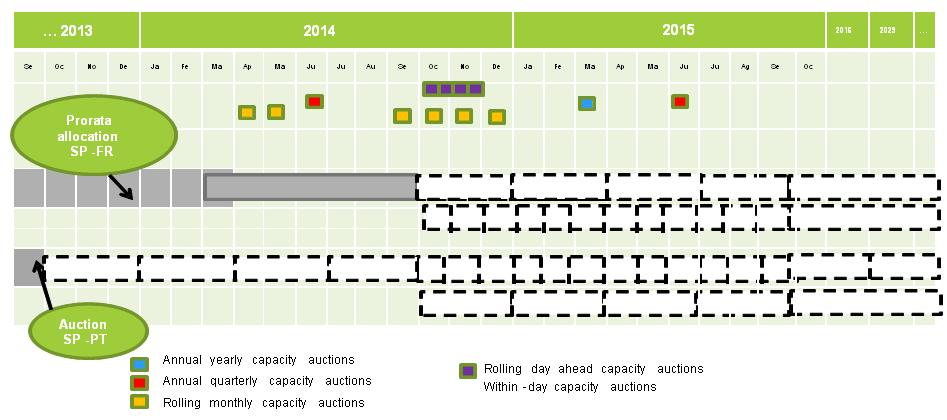 ... 2013 2014 2015 2016 2025 ...
Se Oc No De Ja Fe Ma Ap Ma Ju Ju Au Se Oc No De Ja Fe Ma Ap Ma Ju Ju Ag Se Oc
Prorata
allocation
SP -FR
Auction
SP -PT
Annual yearly capacity auctions
Annual quarterly capacity auctions
Rolling monthly capacity auctions
Rolling day ahead capacity auctions
Within -day capacity auctions